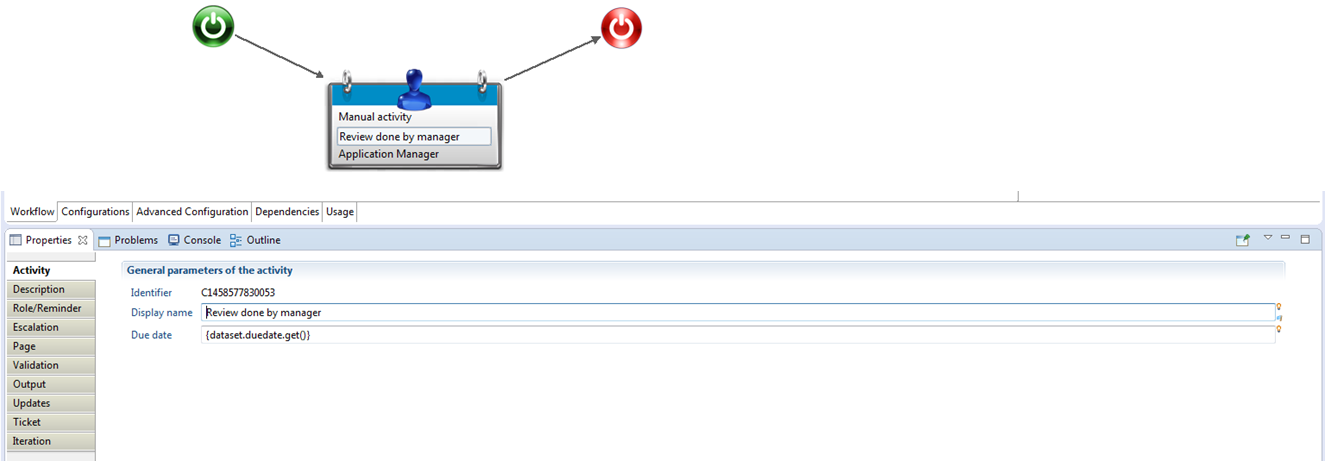 Manual activity
Review done by manager
Application Manager
Workflow Configurations Advanced Configuration Dependencies Usage
Properties Problems Console Outline
Activity
Description
Role/Reminder
Escalation
Page
Validation
Output
Updates
Ticket
Iteration
General parameters of the activity
Identifier C1458577830053
Display name Review done by manager
Due date {dataset.duedate.get()}